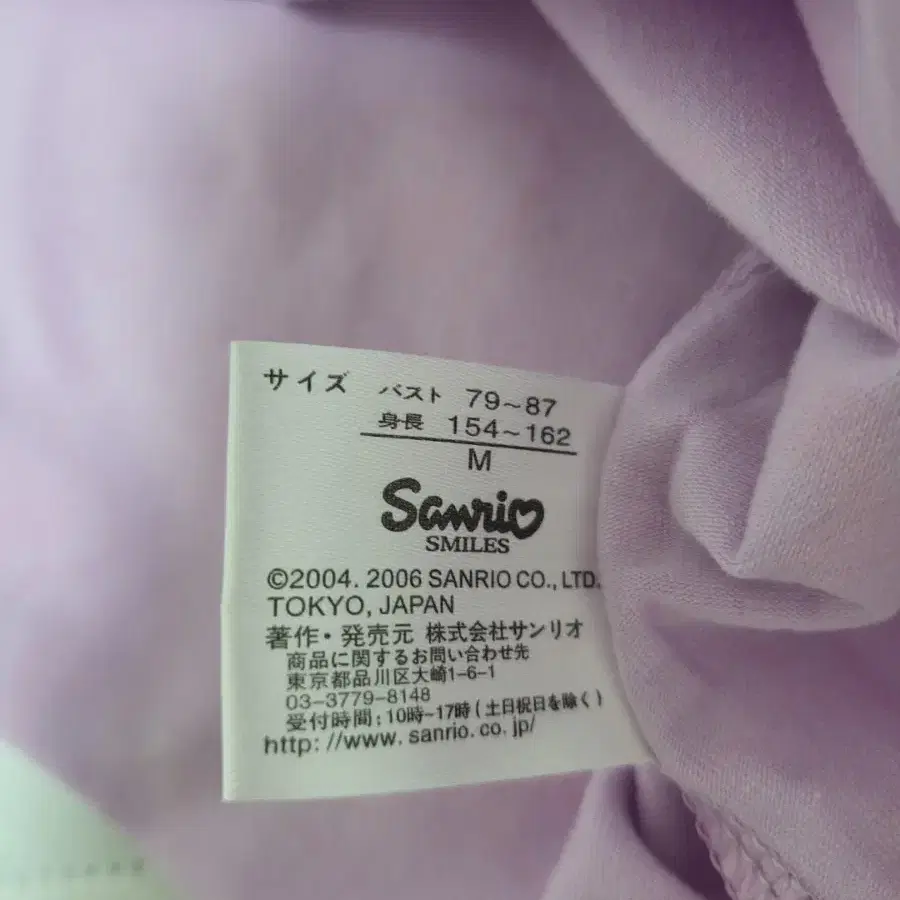 サイズ バスト 79~87
身長 154~162
M
Sanrio
SMILES
©2004. 2006 SANRIO CO., LTD.
TOKYO, JAPAN
著作・発売元 株式会社サンリオ
商品に関するお問い合わせ先
東京都品川区大崎1-6-1
03-3779-8148
受付時間:10時-17時(土日祝日を除く)
http://www.sanrio.co.jp/